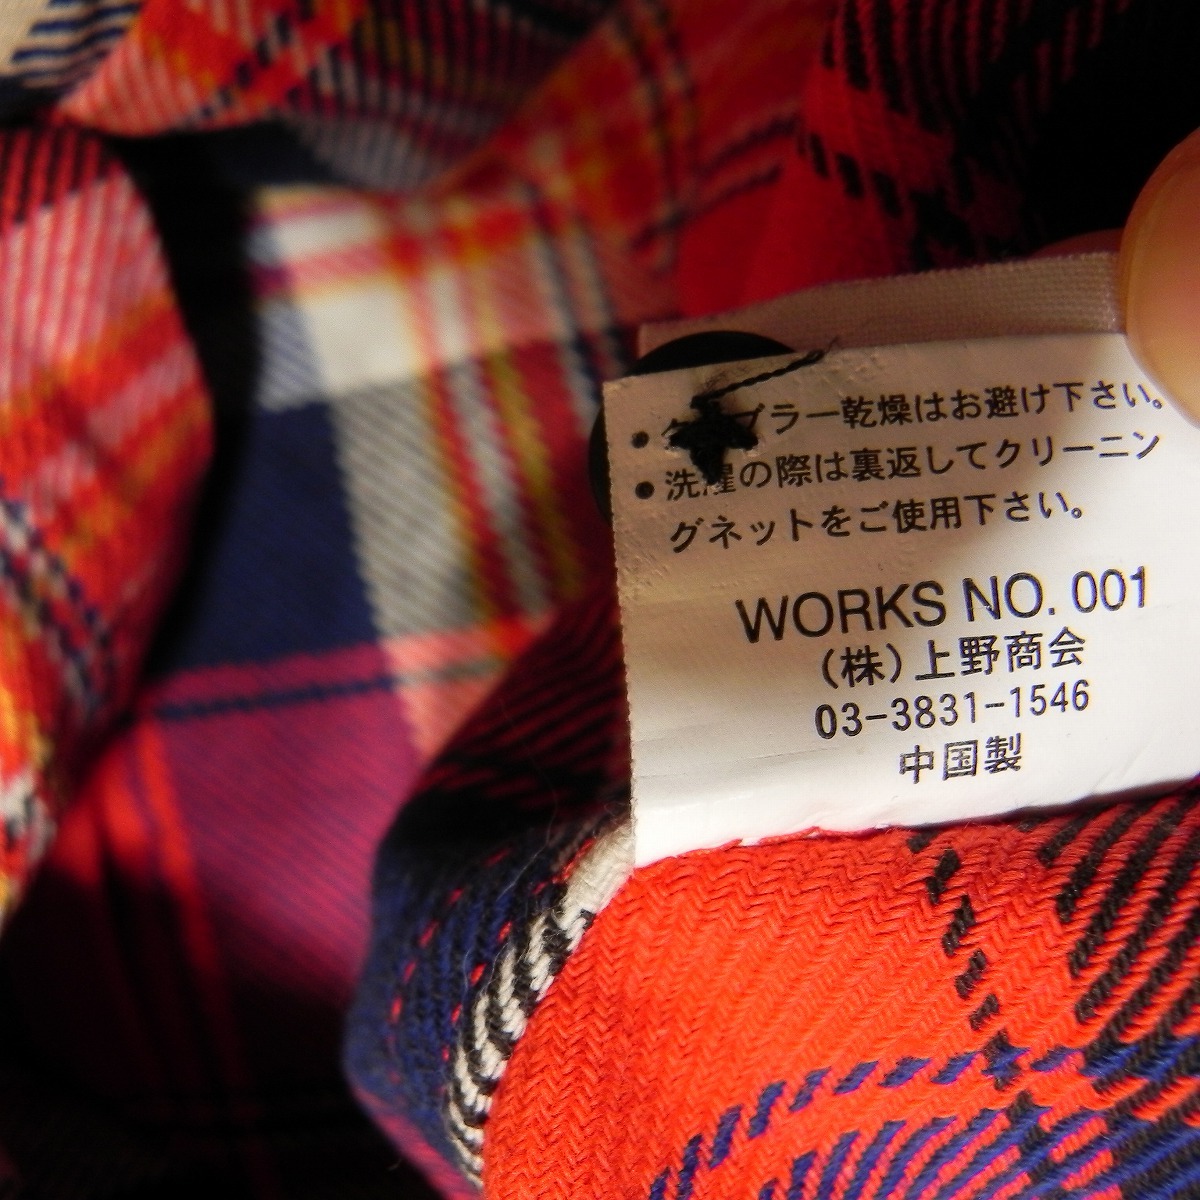 • タンブラー乾燥はお避け下さい。
• 洗濯の際は裏返してクリーニン
グネットをご使用下さい。
WORKS NO. 001
(株)上野商会
03-3831-1546
中国製